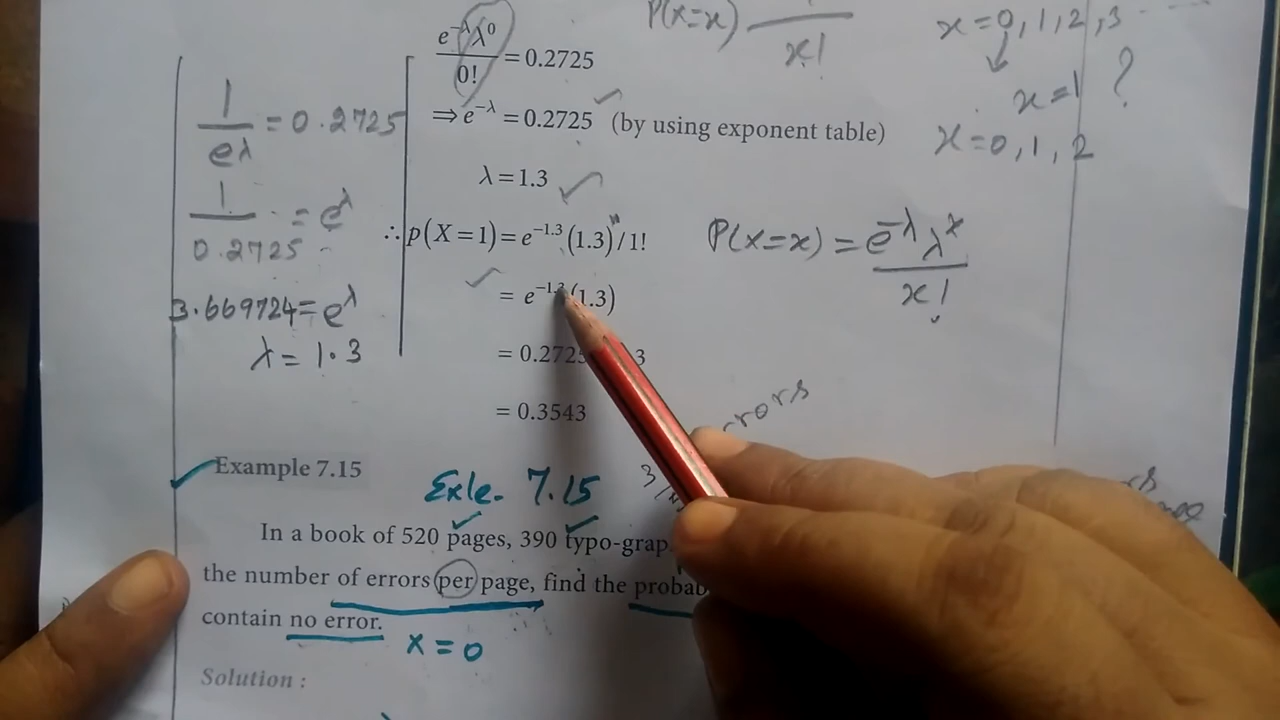 e^{-λ} λ^0 / 0! = 0.2725
⇒ e^{-λ} = 0.2725 (by using exponent table)
λ = 1.3
∴ p(X = 1) = e^{-1.3} (1.3) / 1!
= e^{-1.3} (1.3)
= 0.272
3
= 0.3543
1 / e^λ = 0.2725
1 / 0.2725 = e^λ
3.669724 = e^λ
λ = 1.3
P(X=x)
x!
x = 0, 1, 2, 3
x = 1 ?
x = 0, 1, 2
P(X=x) = e^{-λ} λ^x / x!
Example 7.15
Exle. 7.15
In a book of 520 pages, 390 typo-grap
the number of errors per page, find the probab
contain no error.
x = 0
Solution :